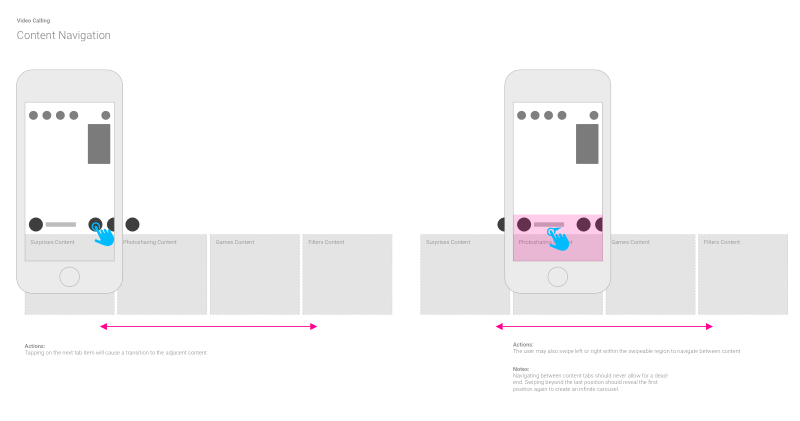 Video Calling
Content Navigation
Surprises Content
Photosharing Content
Games Content
Filters Content
Actions:
Tapping on the next tab item will cause a transition to the adjacent content
Surprises Content
Games Content
Filters Content
Actions:
The user may also swipe left or right within the swipeable region to navigate between content
Notes:
Navigating between content tabs should never allow for a dead-
end. Swiping beyond the last position should reveal the first
position again to create an infinite carousel.